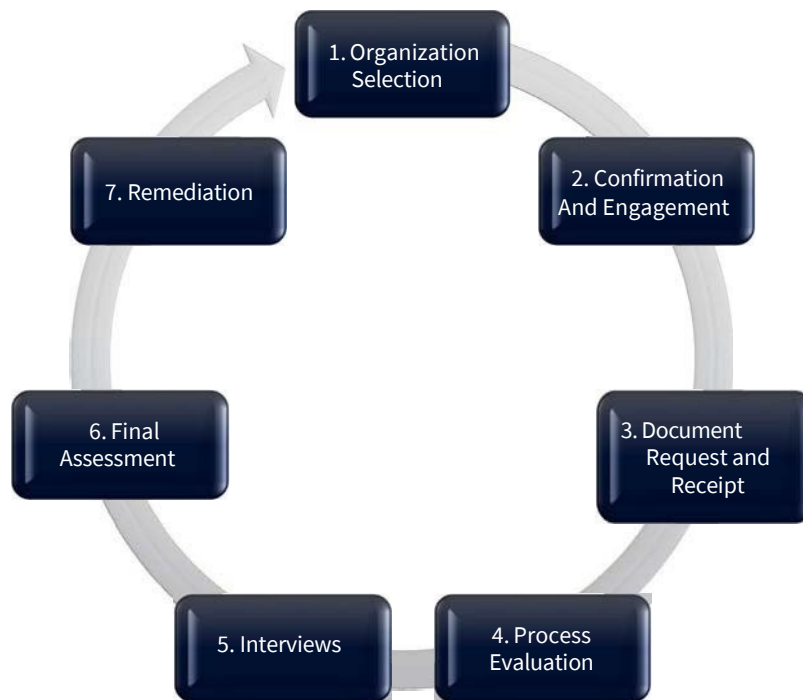 1. Organization
Selection
2. Confirmation
And Engagement
3. Document
Request and
Receipt
4. Process
Evaluation
5. Interviews
6. Final
Assessment
7. Remediation